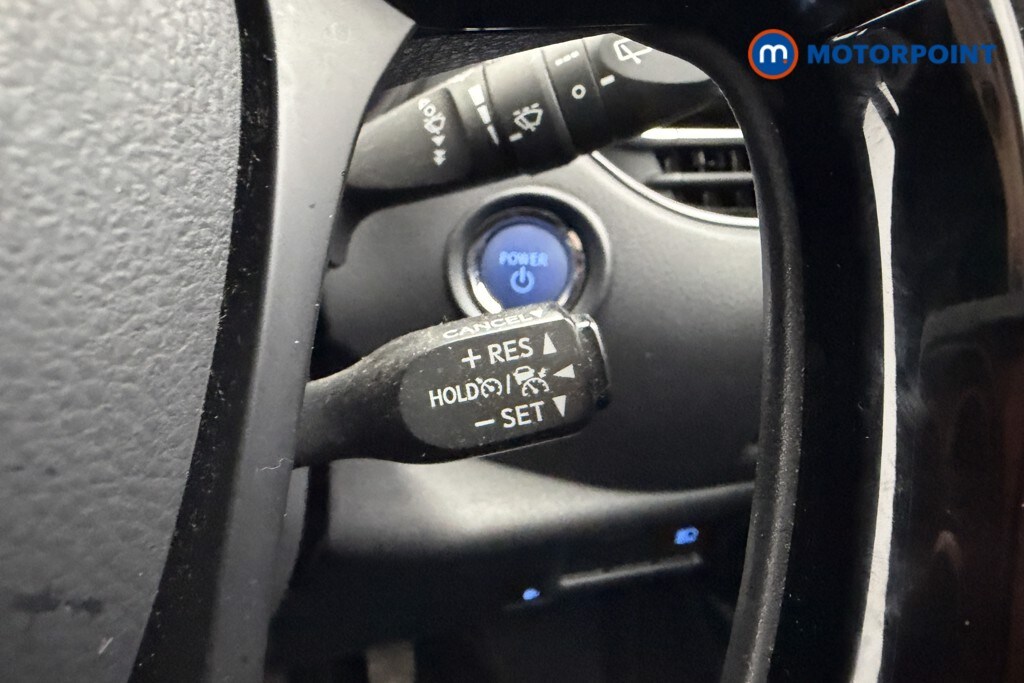 m MOTORPOINT
POWER
CANCEL
+ RES
HOLD /
− SET